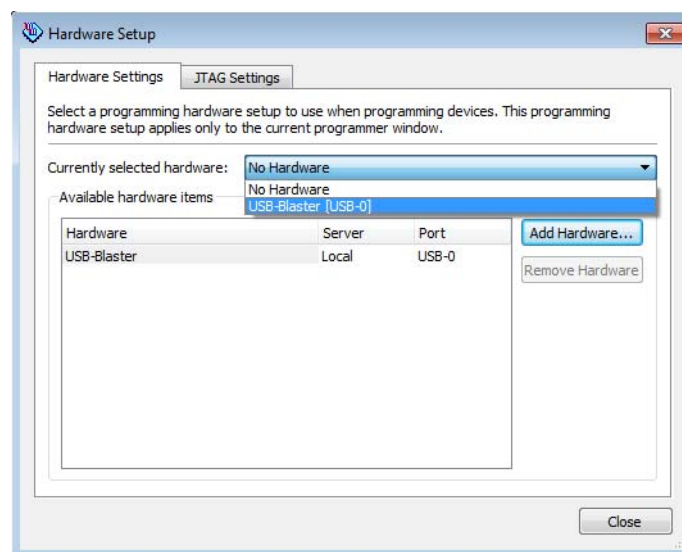 Hardware Setup
Hardware Settings
JTAG Settings
Select a programming hardware setup to use when programming devices. This programming
hardware setup applies only to the current programmer window.
Currently selected hardware:
No Hardware
No Hardware
USB-Blaster [USB-0]
Available hardware items
Hardware Server Port
USB-Blaster Local USB-0
Add Hardware...
Remove Hardware
Close